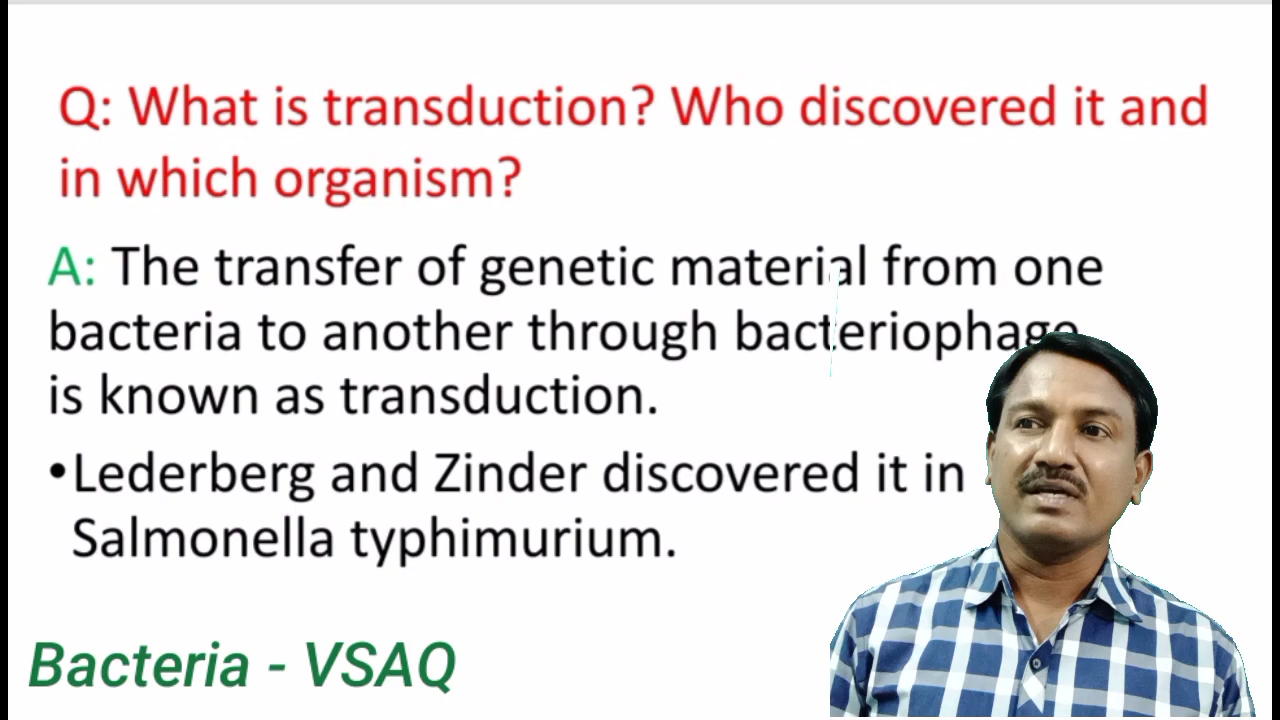 Q: What is transduction? Who discovered it and
in which organism?
A: The transfer of genetic material from one
bacteria to another through bacteriophage
is known as transduction.
•Lederberg and Zinder discovered it in
Salmonella typhimurium.
Bacteria - VSAQ